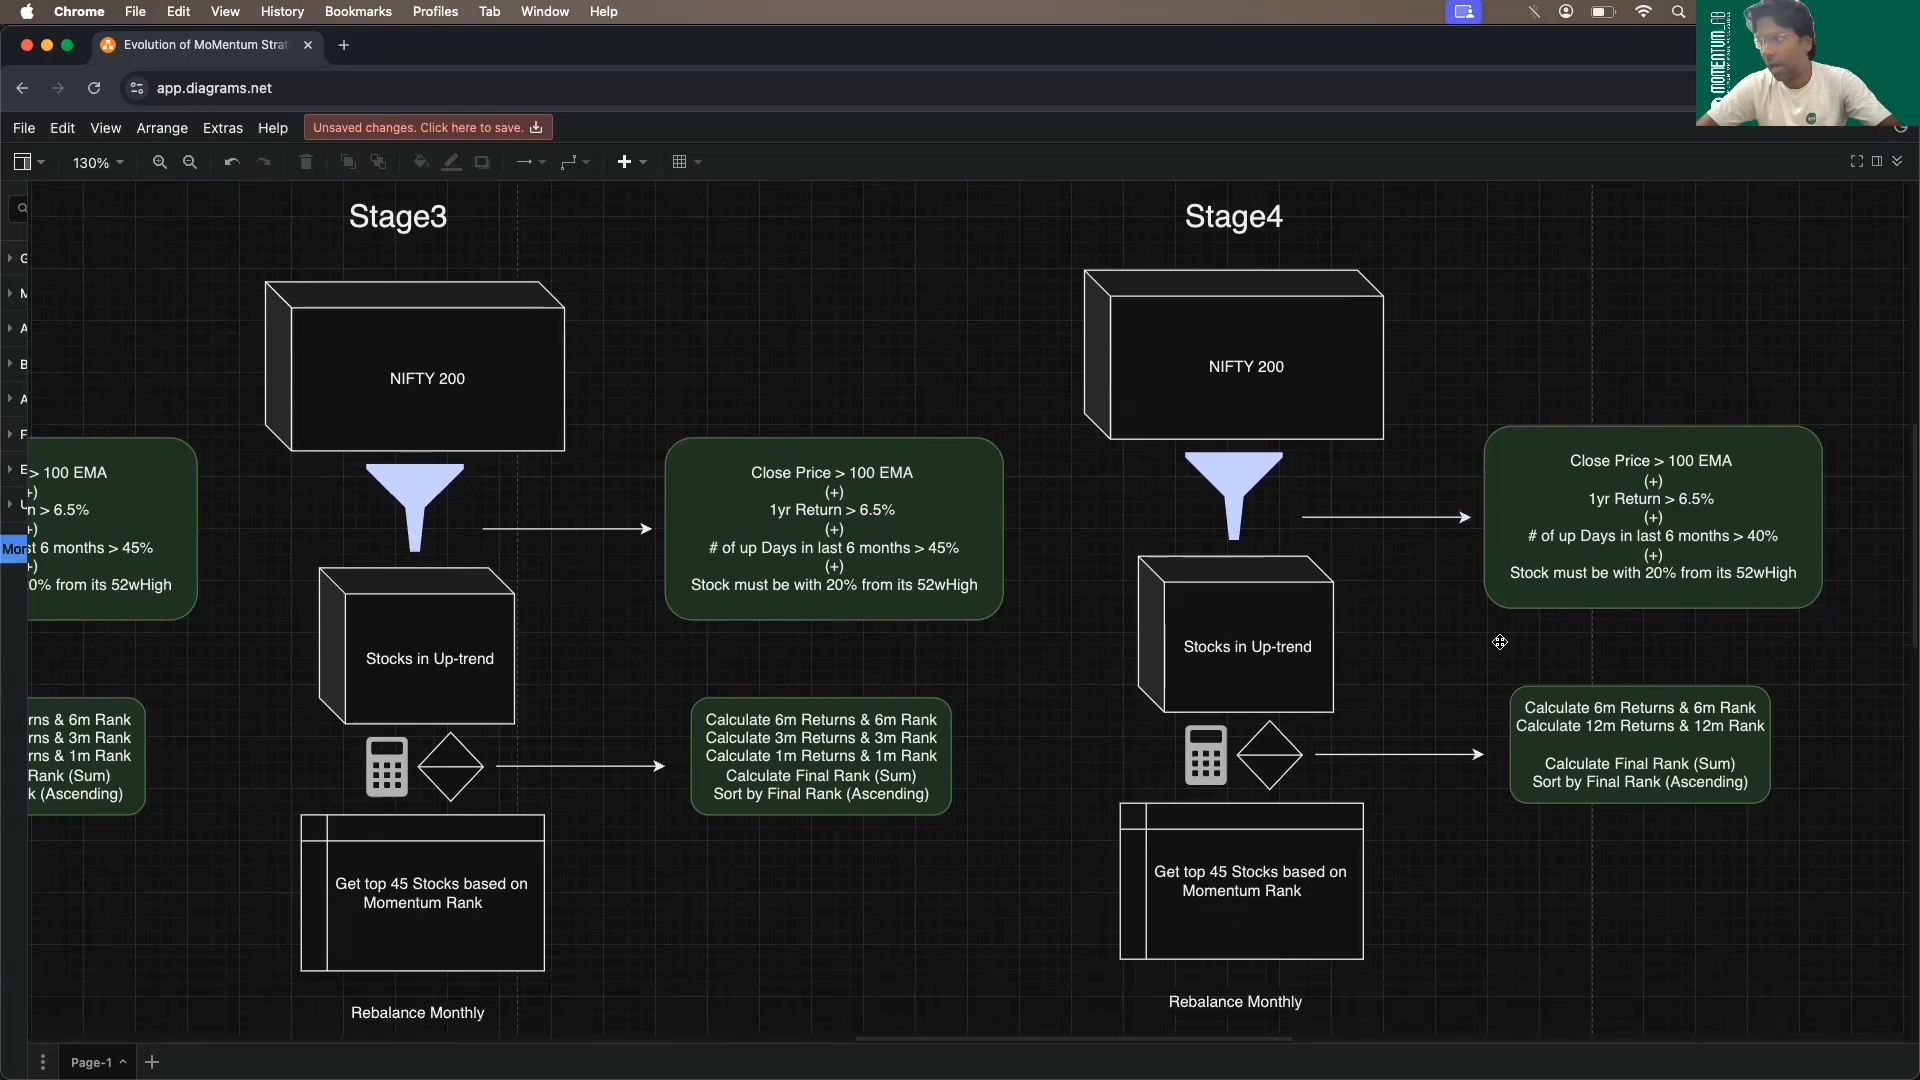 Chrome File Edit View History Bookmarks Profiles Tab Window Help
Evolution of MoMentum Strat
app.diagrams.net
MOMENTUM_LAB
File Edit View Arrange Extras Help Unsaved changes. Click here to save.
130%
Stage3
NIFTY 200
> 100 EMA
+)
n > 6.5%
+)
st 6 months > 45%
+)
0% from its 52wHigh
Close Price > 100 EMA
(+)
1yr Return > 6.5%
(+)
# of up Days in last 6 months > 45%
(+)
Stock must be with 20% from its 52wHigh
Stocks in Up-trend
rns & 6m Rank
rns & 3m Rank
rns & 1m Rank
Rank (Sum)
k (Ascending)
Calculate 6m Returns & 6m Rank
Calculate 3m Returns & 3m Rank
Calculate 1m Returns & 1m Rank
Calculate Final Rank (Sum)
Sort by Final Rank (Ascending)
Get top 45 Stocks based on
Momentum Rank
Rebalance Monthly
Stage4
NIFTY 200
Close Price > 100 EMA
(+)
1yr Return > 6.5%
(+)
# of up Days in last 6 months > 40%
(+)
Stock must be with 20% from its 52wHigh
Stocks in Up-trend
Calculate 6m Returns & 6m Rank
Calculate 12m Returns & 12m Rank
Calculate Final Rank (Sum)
Sort by Final Rank (Ascending)
Get top 45 Stocks based on
Momentum Rank
Rebalance Monthly
G
M
A
B
A
F
E
U
Mor
Page-1